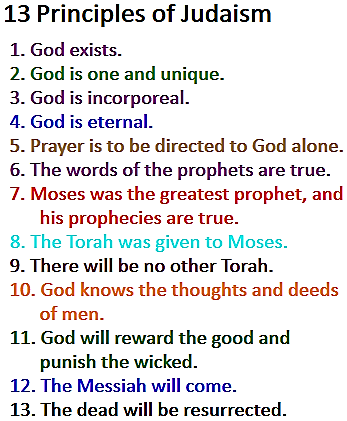 13 Principles of Judaism
1. God exists.
2. God is one and unique.
3. God is incorporeal.
4. God is eternal.
5. Prayer is to be directed to God alone.
6. The words of the prophets are true.
7. Moses was the greatest prophet, and
his prophecies are true.
8. The Torah was given to Moses.
9. There will be no other Torah.
10. God knows the thoughts and deeds
of men.
11. God will reward the good and
punish the wicked.
12. The Messiah will come.
13. The dead will be resurrected.